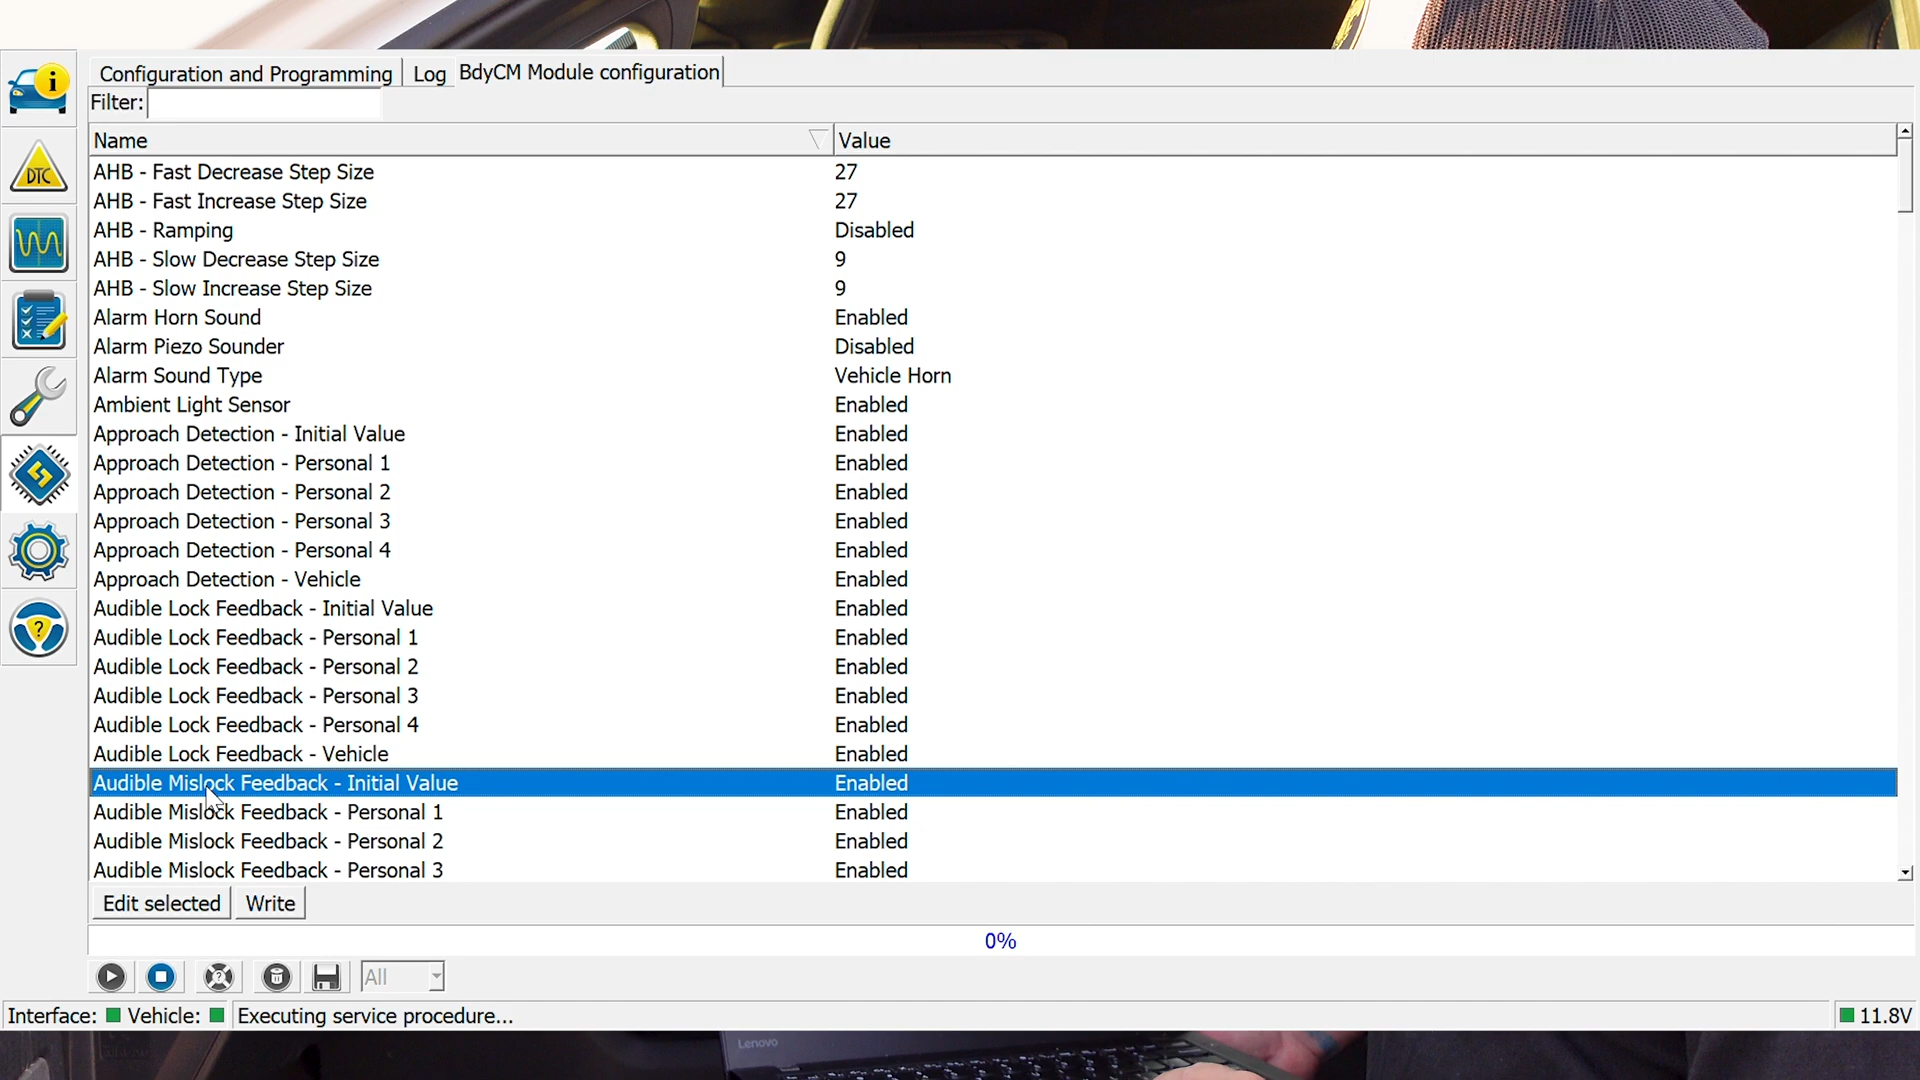 Configuration and Programming Log BdyCM Module configuration
Filter:
Name Value
AHB - Fast Decrease Step Size 27
AHB - Fast Increase Step Size 27
AHB - Ramping Disabled
AHB - Slow Decrease Step Size 9
AHB - Slow Increase Step Size 9
Alarm Horn Sound Enabled
Alarm Piezo Sounder Disabled
Alarm Sound Type Vehicle Horn
Ambient Light Sensor Enabled
Approach Detection - Initial Value Enabled
Approach Detection - Personal 1 Enabled
Approach Detection - Personal 2 Enabled
Approach Detection - Personal 3 Enabled
Approach Detection - Personal 4 Enabled
Approach Detection - Vehicle Enabled
Audible Lock Feedback - Initial Value Enabled
Audible Lock Feedback - Personal 1 Enabled
Audible Lock Feedback - Personal 2 Enabled
Audible Lock Feedback - Personal 3 Enabled
Audible Lock Feedback - Personal 4 Enabled
Audible Lock Feedback - Vehicle Enabled
Audible Mislock Feedback - Initial Value Enabled
Audible Mislock Feedback - Personal 1 Enabled
Audible Mislock Feedback - Personal 2 Enabled
Audible Mislock Feedback - Personal 3 Enabled
Edit selected Write
0%
All
Interface: Vehicle: Executing service procedure... 11.8V
i
DTC
?
Lenovo